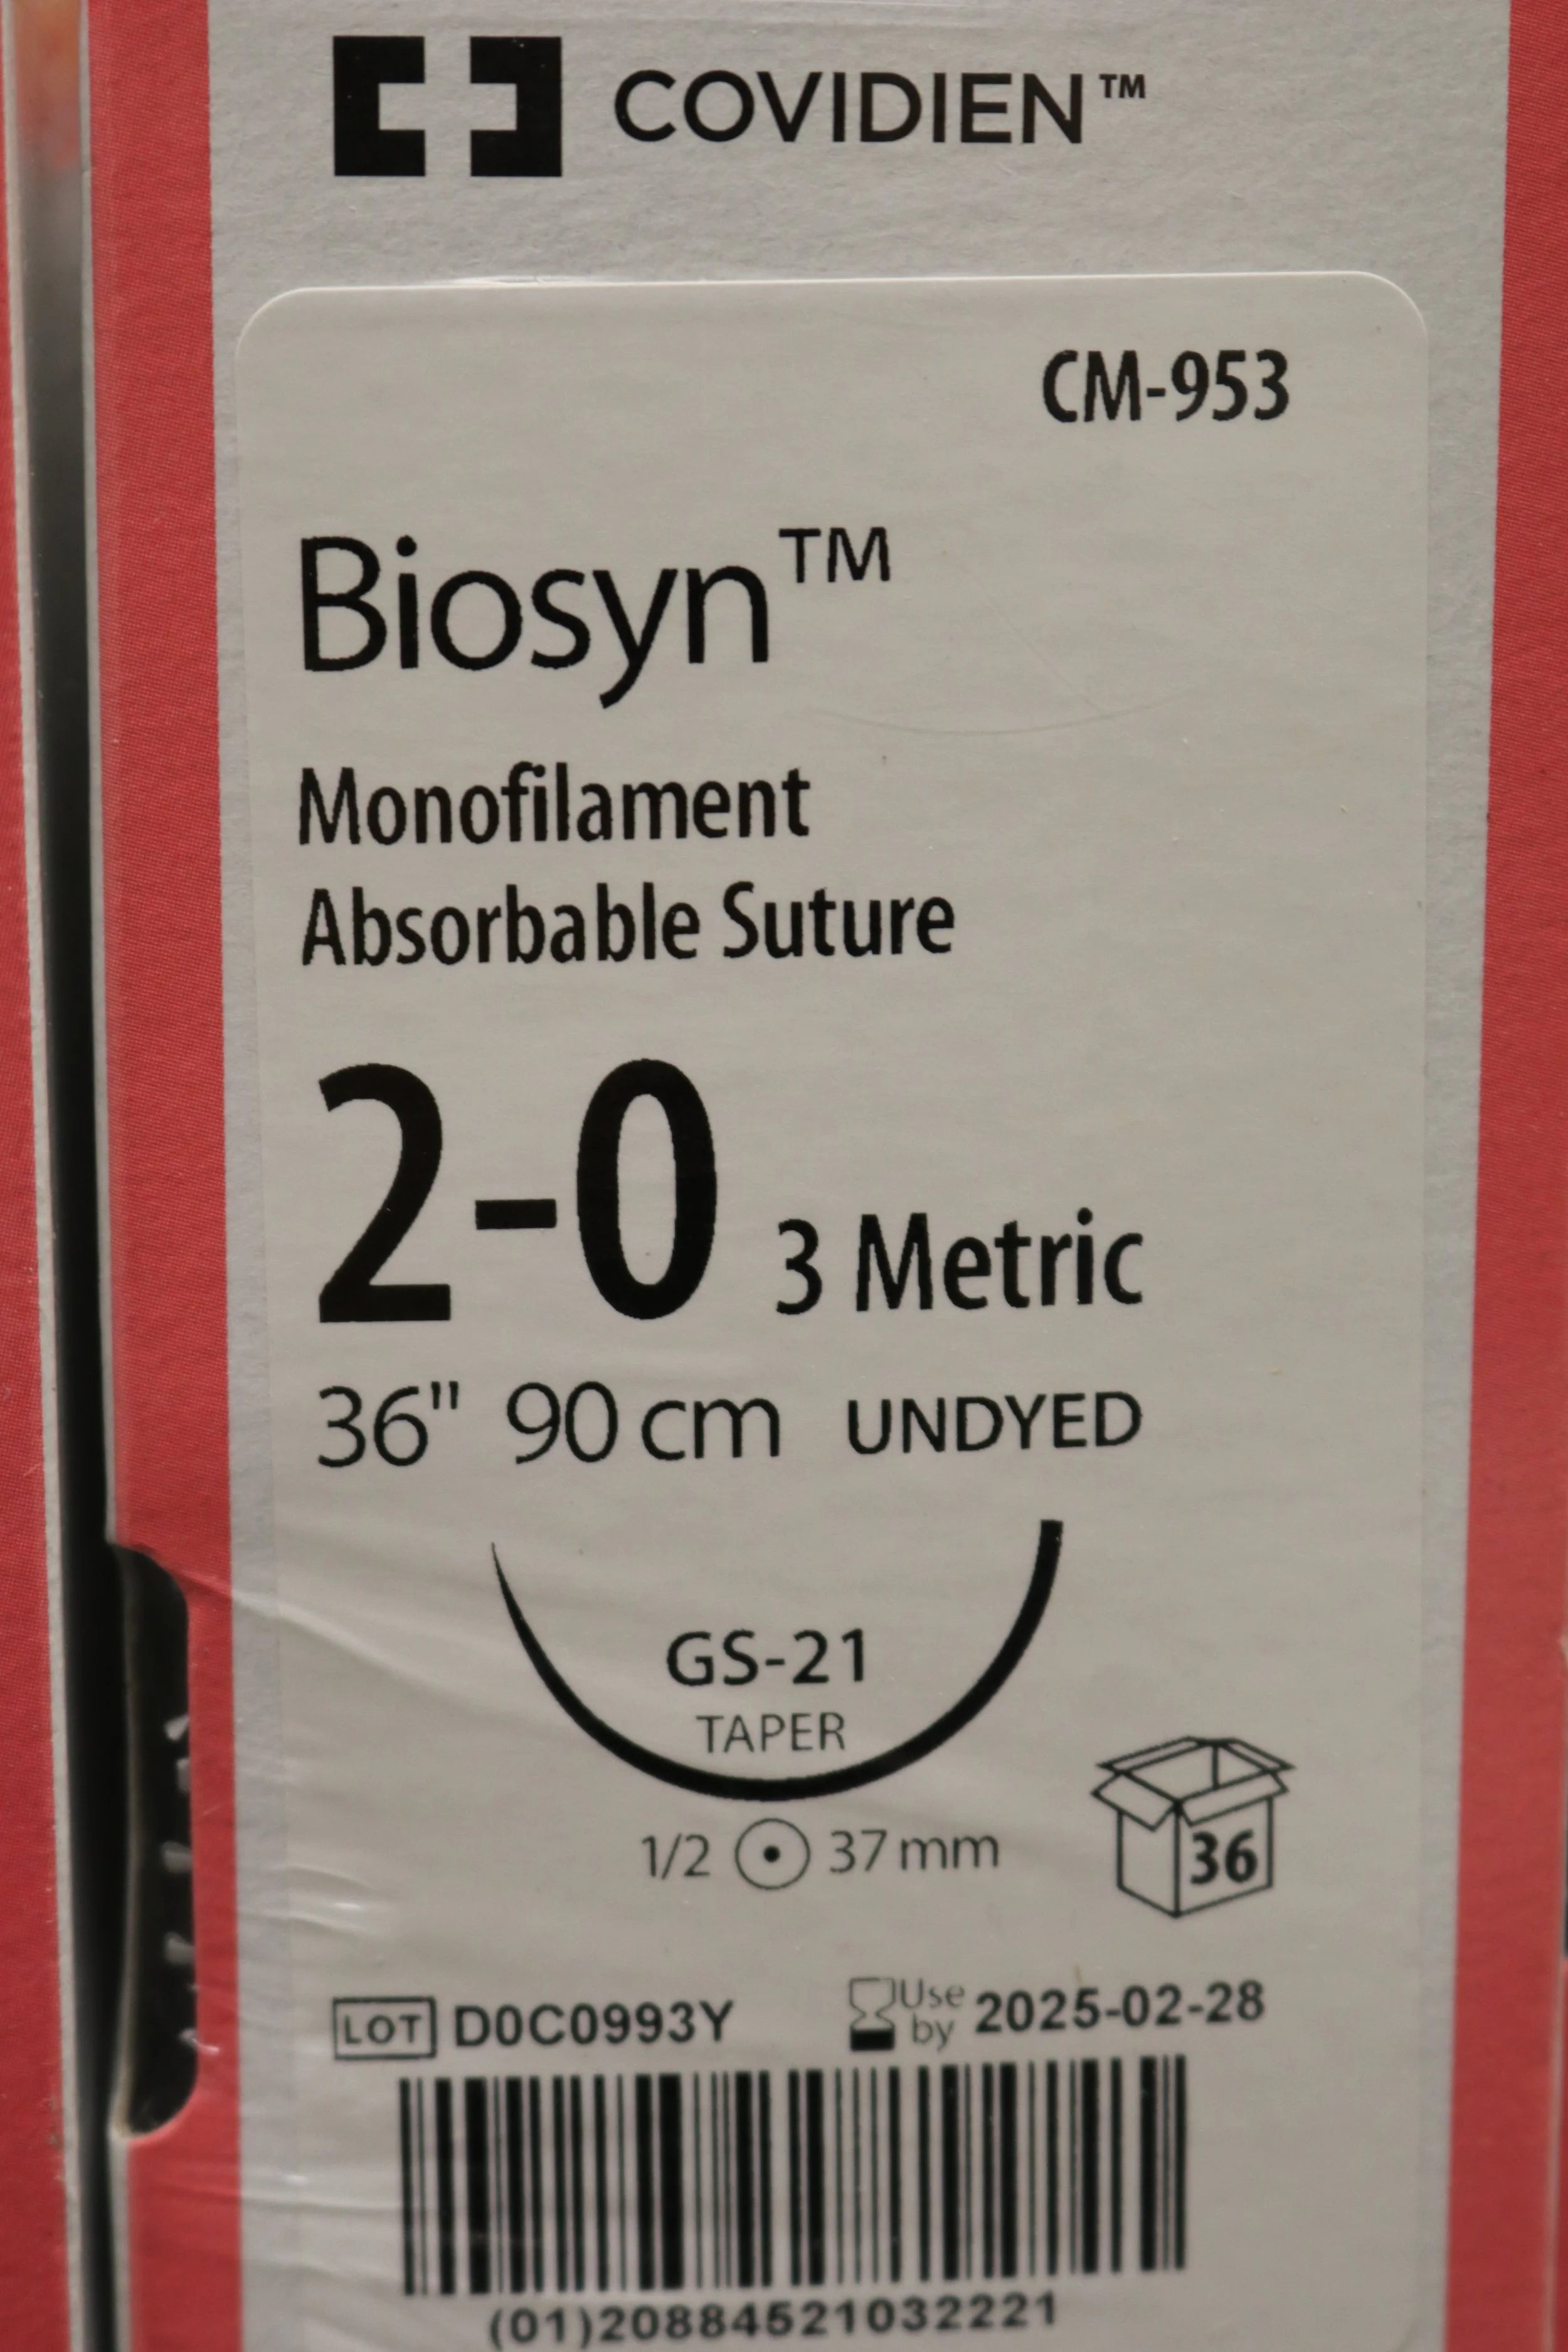 COVIDIEN™
CM-953
Biosyn™
Monofilament
Absorbable Suture
2-0 3 Metric
36" 90 cm UNDYED
GS-21
TAPER
1/2 37 mm
36
LOT D0C0993Y Use by 2025-02-28
(01)20884521032221